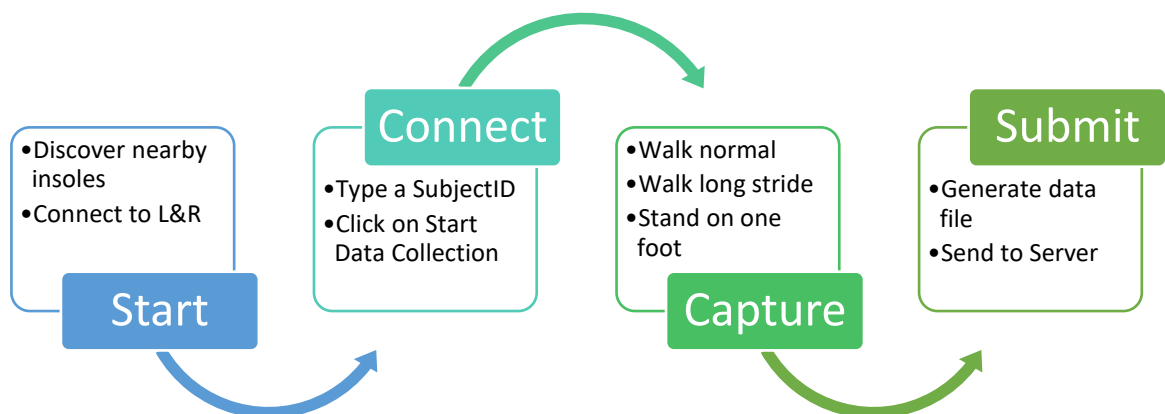 •Discover nearby
insoles
•Connect to L&R
Start
Connect
•Type a SubjectID
•Click on Start
Data Collection
•Walk normal
•Walk long stride
•Stand on one
foot
Capture
Submit
•Generate data
file
•Send to Server